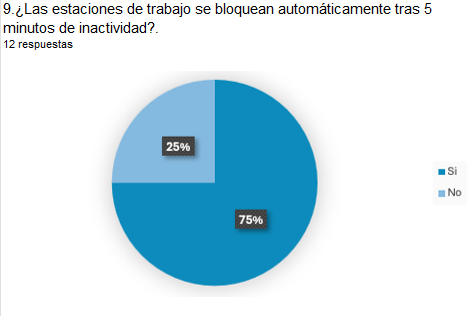 9.¿Las estaciones de trabajo se bloquean automáticamente tras 5
minutos de inactividad?.
12 respuestas
25%
75%
Si
No